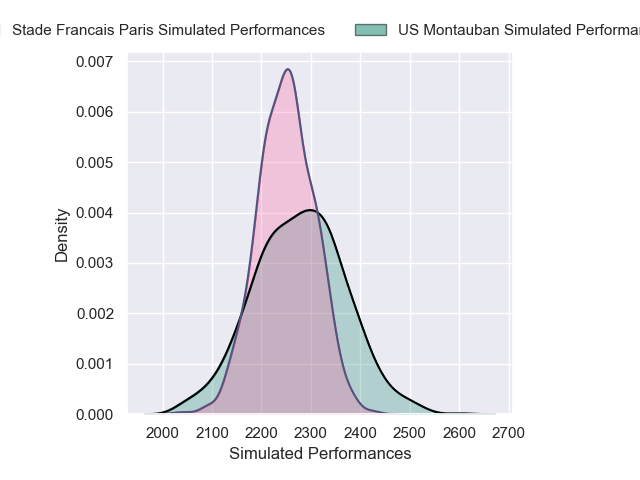 Stade Francais Paris Simulated Performances
US Montauban Simulated
0.007
0.006
0.005
0.004
0.003
0.002
0.001
0.000
Density
2000 2100 2200 2300 2400 2500 2600 2700
Simulated Performances